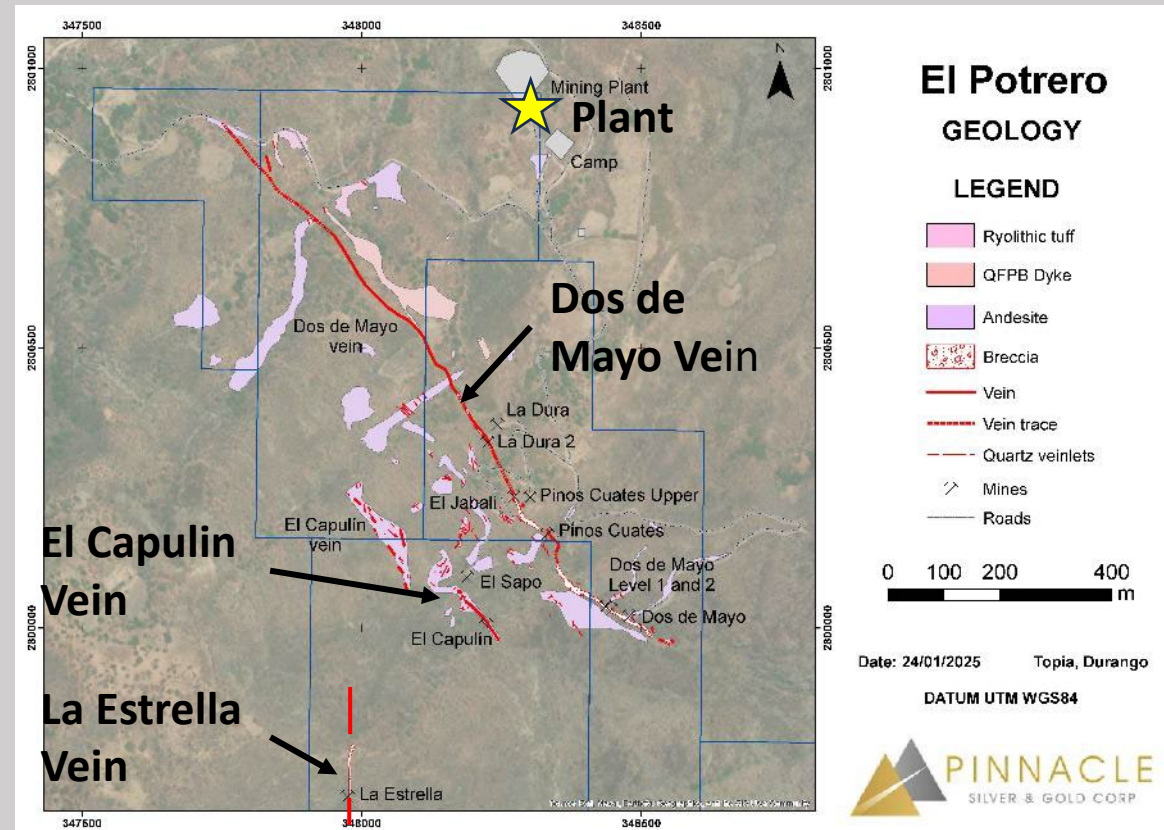 347500
348000
348500
2801000
2801000
N
Mining Plant
Plant
Camp
Dos de Mayo
vein
Dos de
Mayo Vein
2800500
2800500
La Dura
La Dura 2
El Jabali
Pinos Cuates Upper
El Capulín
vein
Pinos Cuates
El Capulin
Vein
El Sapo
Dos de Mayo
Level 1 and 2
Dos de Mayo
El Capulín
2800000
2800000
La Estrella
Vein
La Estrella
347500
348000
348500
El Potrero
GEOLOGY
LEGEND
Ryolithic tuff
QFPB Dyke
Andesite
Breccia
Vein
Vein trace
Quartz veinlets
Mines
Roads
0 100 200 400
m
Date: 24/01/2025 Topia, Durango
DATUM UTM WGS84
PINNACLE
SILVER & GOLD CORP